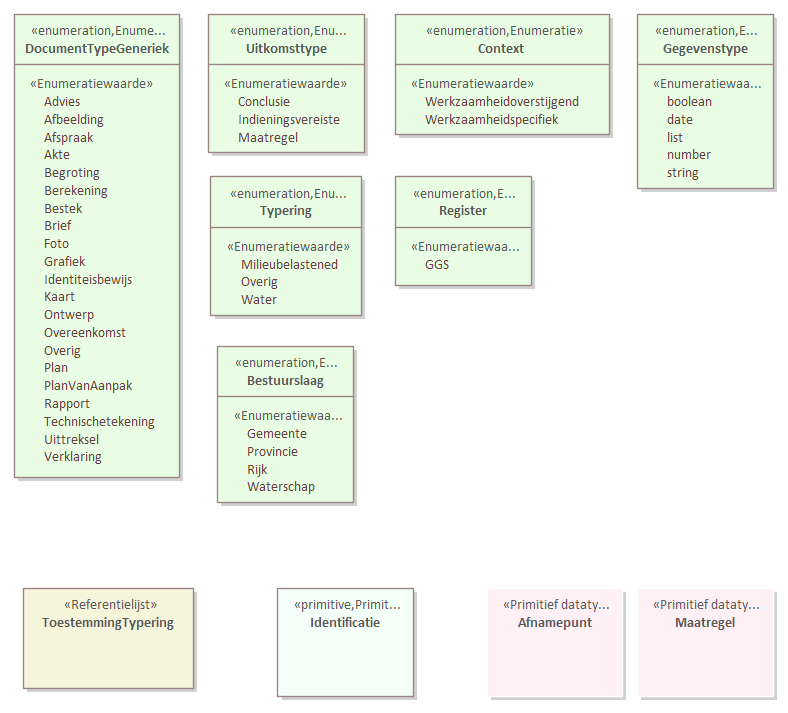 «enumeration,Enume...
DocumentTypeGeneriek
«Enumeratiewaarde»
Advies
Afbeelding
Afspraak
Akte
Begroting
Berekening
Bestek
Brief
Foto
Grafiek
Identiteisbewijs
Kaart
Ontwerp
Overeenkomst
Overig
Plan
PlanVanAanpak
Rapport
Technischetekening
Uittreksel
Verklaring
«enumeration,Enu...
Uitkomsttype
«Enumeratiewaarde»
Conclusie
Indieningsvereiste
Maatregel
«enumeration,Enumeratie»
Context
«Enumeratiewaarde»
Werkzaamheidoverstijgend
Werkzaamheidspecifiek
«enumeration,E...
Gegevenstype
«Enumeratiewaa...
boolean
date
list
number
string
«enumeration,Enu...
Typering
«Enumeratiewaarde»
Milieubelastened
Overig
Water
«enumeration,E...
Register
«Enumeratiewaa...
GGS
«enumeration,E...
Bestuurslaag
«Enumeratiewaa...
Gemeente
Provincie
Rijk
Waterschap
«Referentielijst»
ToestemmingTypering
«primitive,Primit...
Identificatie
«Primitief dataty...
Afnamepunt
«Primitief dataty...
Maatregel